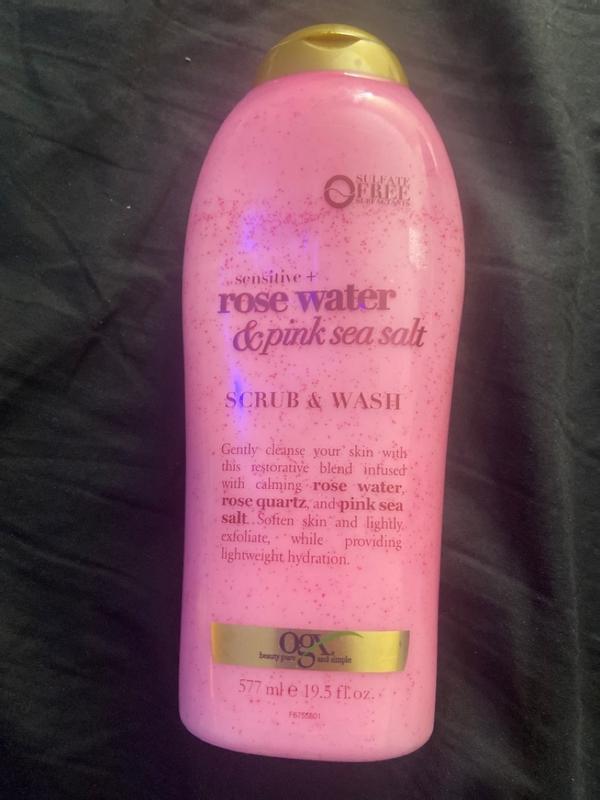 SULFATE
FREE
SURFACTANTS
sensitive +
rose water
& pink sea salt
SCRUB & WASH
Gently cleanse your skin with
this restorative blend infused
with calming rose water,
rose quartz, and pink sea
salt. Soften skin and lightly
exfoliate, while providing
lightweight hydration.
ogx
beauty pure and simple
577 ml e 19.5 fl. oz.
F6755801